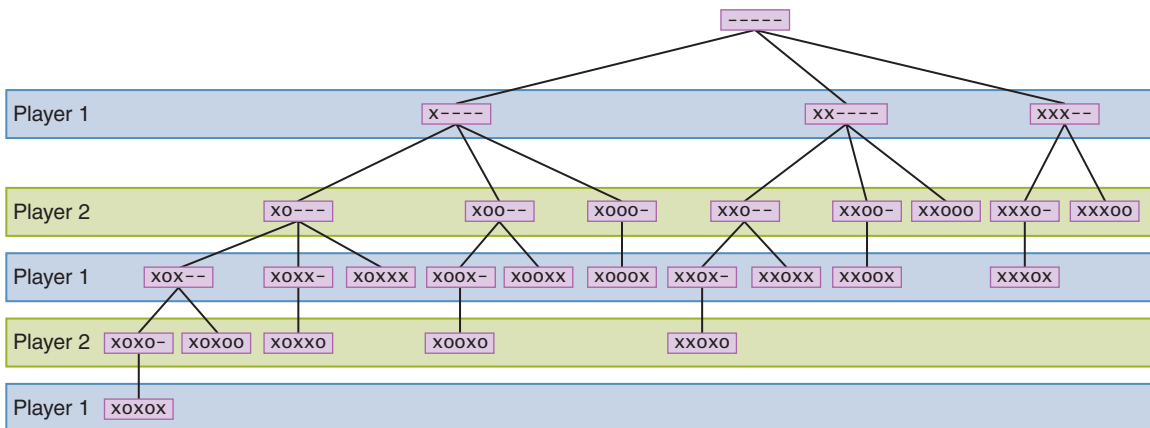 -----
Player 1 x---- xx---- xxx--
Player 2 xo--- xoo-- xooo- xxo-- xxoo- xxooo xxxo- xxxoo
Player 1 xox-- xoxx- xoxxx xoox- xooxx xooox xxox- xxoxx xxoox xxxox
Player 2 xoxo- xoxoo xoxxo xooxo xxoxo
Player 1 xoxox